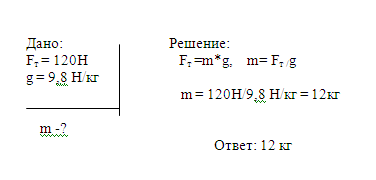 Дано:
Fт = 120Н
g = 9,8 Н/кг
m -?
Решение:
Fт =m*g, m= Fт /g
m = 120Н/9,8 Н/кг = 12кг
Ответ: 12 кг